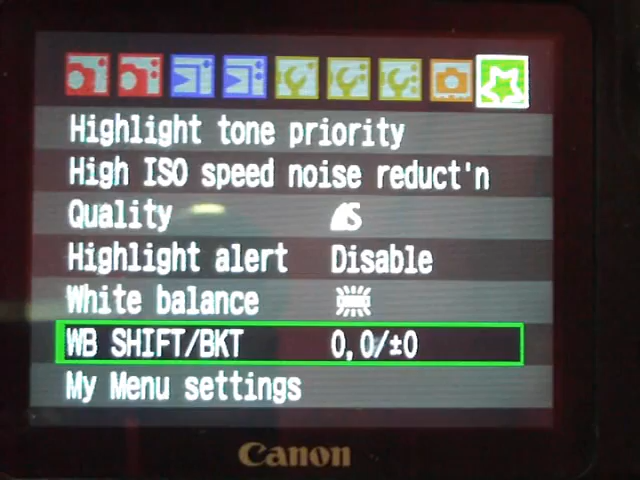 Highlight tone priority
High ISO speed noise reduct'n
Quality S
Highlight alert Disable
White balance
WB SHIFT/BKT 0,0/±0
My Menu settings
Canon